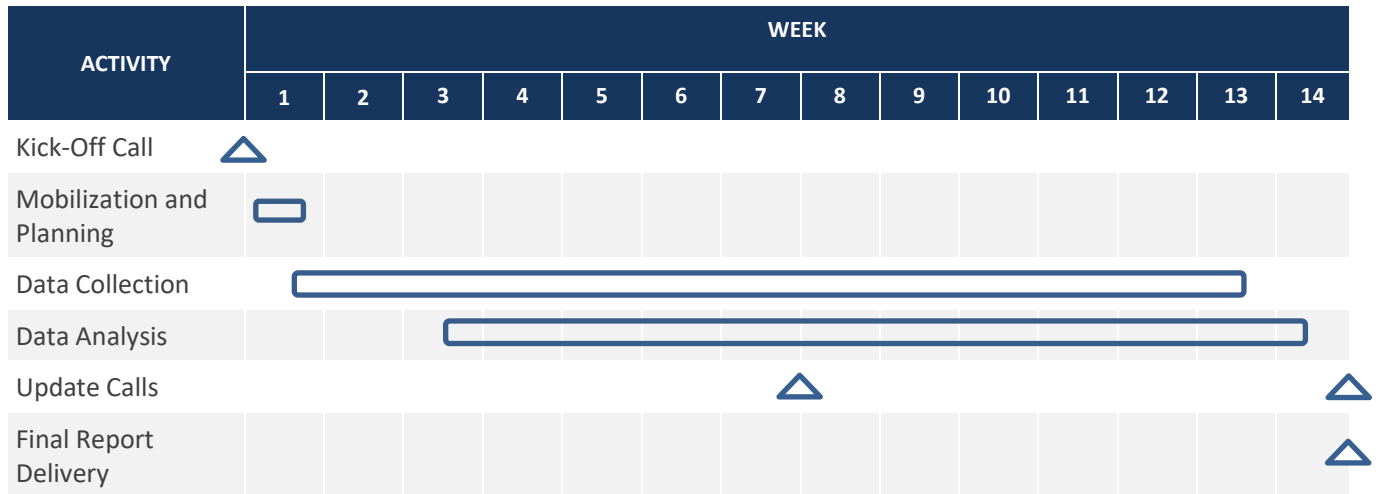 ACTIVITY
WEEK
1 2 3 4 5 6 7 8 9 10 11 12 13 14
Kick-Off Call
Mobilization and
Planning
Data Collection
Data Analysis
Update Calls
Final Report
Delivery